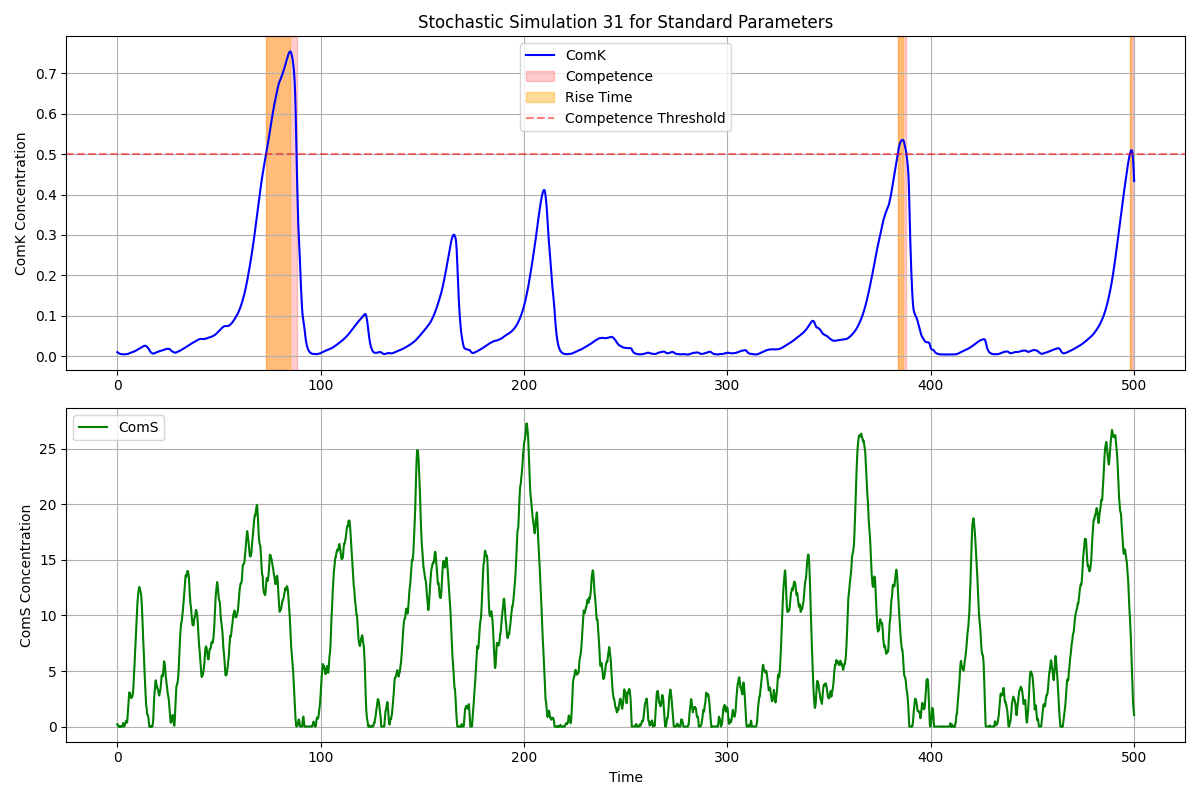 Stochastic Simulation 31 for Standard Parameters
ComK Concentration
0.7
0.6
0.5
0.4
0.3
0.2
0.1
0.0
ComK
Competence
Rise Time
Competence Threshold
0 100 200 300 400 500
ComS Concentration
25
20
15
10
5
0
ComS
0 100 200 300 400 500
Time